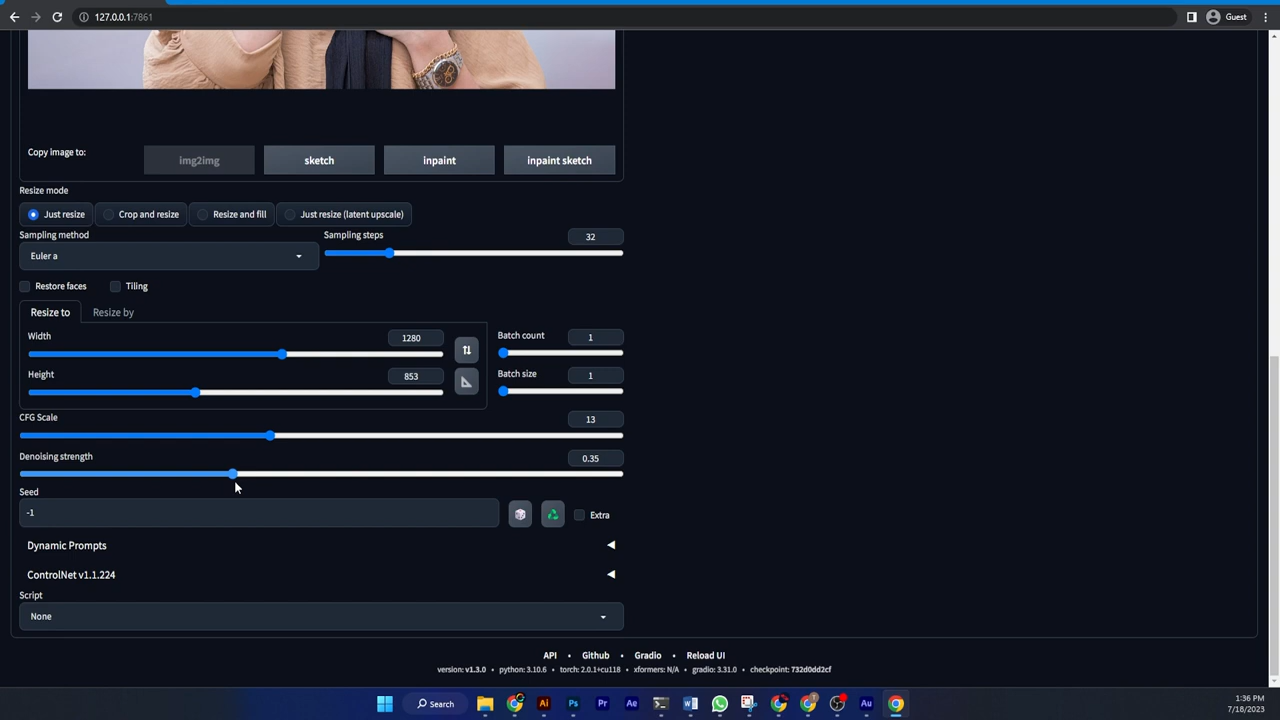 127.0.0.1:7861
Guest
Copy image to:
img2img
sketch
inpaint
inpaint sketch
Resize mode
Just resize
Crop and resize
Resize and fill
Just resize (latent upscale)
Sampling method
Sampling steps
32
Euler a
Restore faces
Tiling
Resize to
Resize by
Width
1280
Batch count
1
Height
853
Batch size
1
CFG Scale
13
Denoising strength
0.35
Seed
-1
Extra
Dynamic Prompts
ControlNet v1.1.224
Script
None
API • Github • Gradio • Reload UI
version: v1.3.0 • python: 3.10.6 • torch: 2.0.1+cu118 • xformers: N/A • gradio: 3.31.0 • checkpoint: 732d0dd2cf
Search
Ai
Ps
Pr
Ae
Au
1:36 PM
7/18/2023